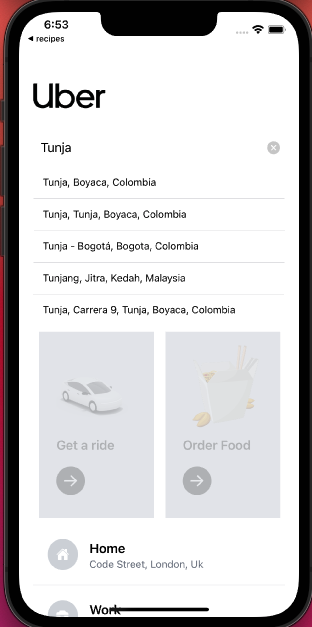 6:53
◀ recipes
Uber
Tunja
Tunja, Boyaca, Colombia
Tunja, Tunja, Boyaca, Colombia
Tunja - Bogotá, Bogota, Colombia
Tunjang, Jitra, Kedah, Malaysia
Tunja, Carrera 9, Tunja, Boyaca, Colombia
Get a ride
Order Food
Home
Code Street, London, Uk
Work